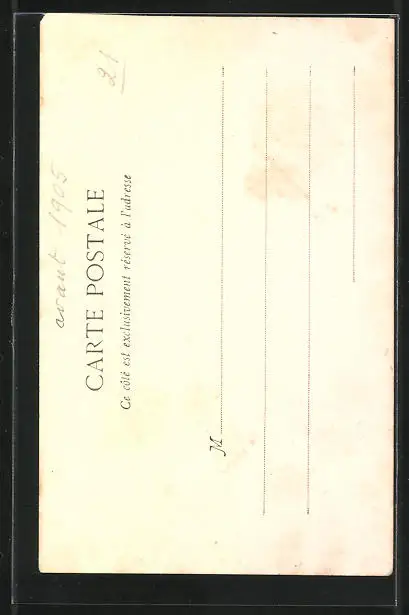 avant 1905
21
CARTE POSTALE
Ce côté est exclusivement réservé à l'adresse
M